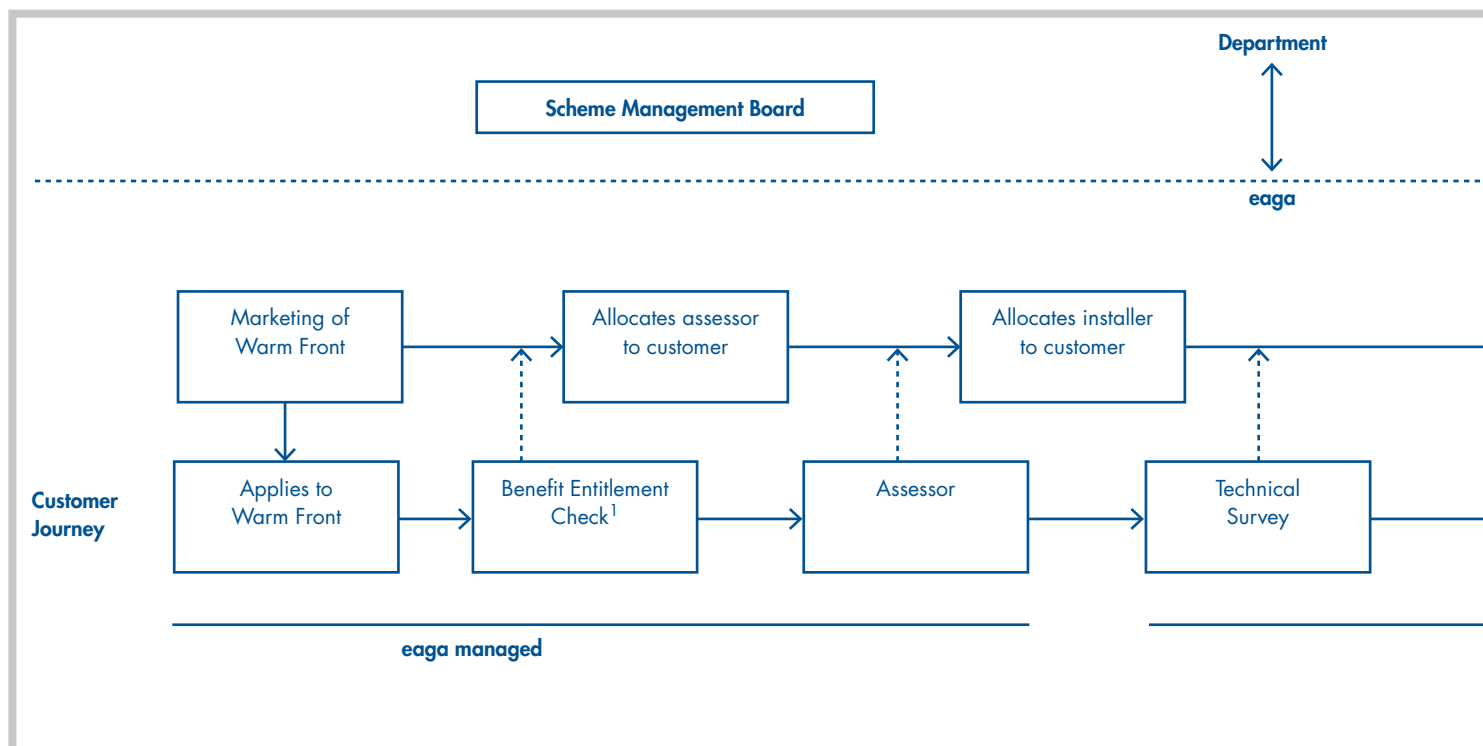 Department
Scheme Management Board
eaga
Marketing of
Warm Front
Allocates assessor
to customer
Allocates installer
to customer
Customer
Journey
Applies to
Warm Front
Benefit Entitlement
Check1
Assessor
Technical
Survey
eaga managed